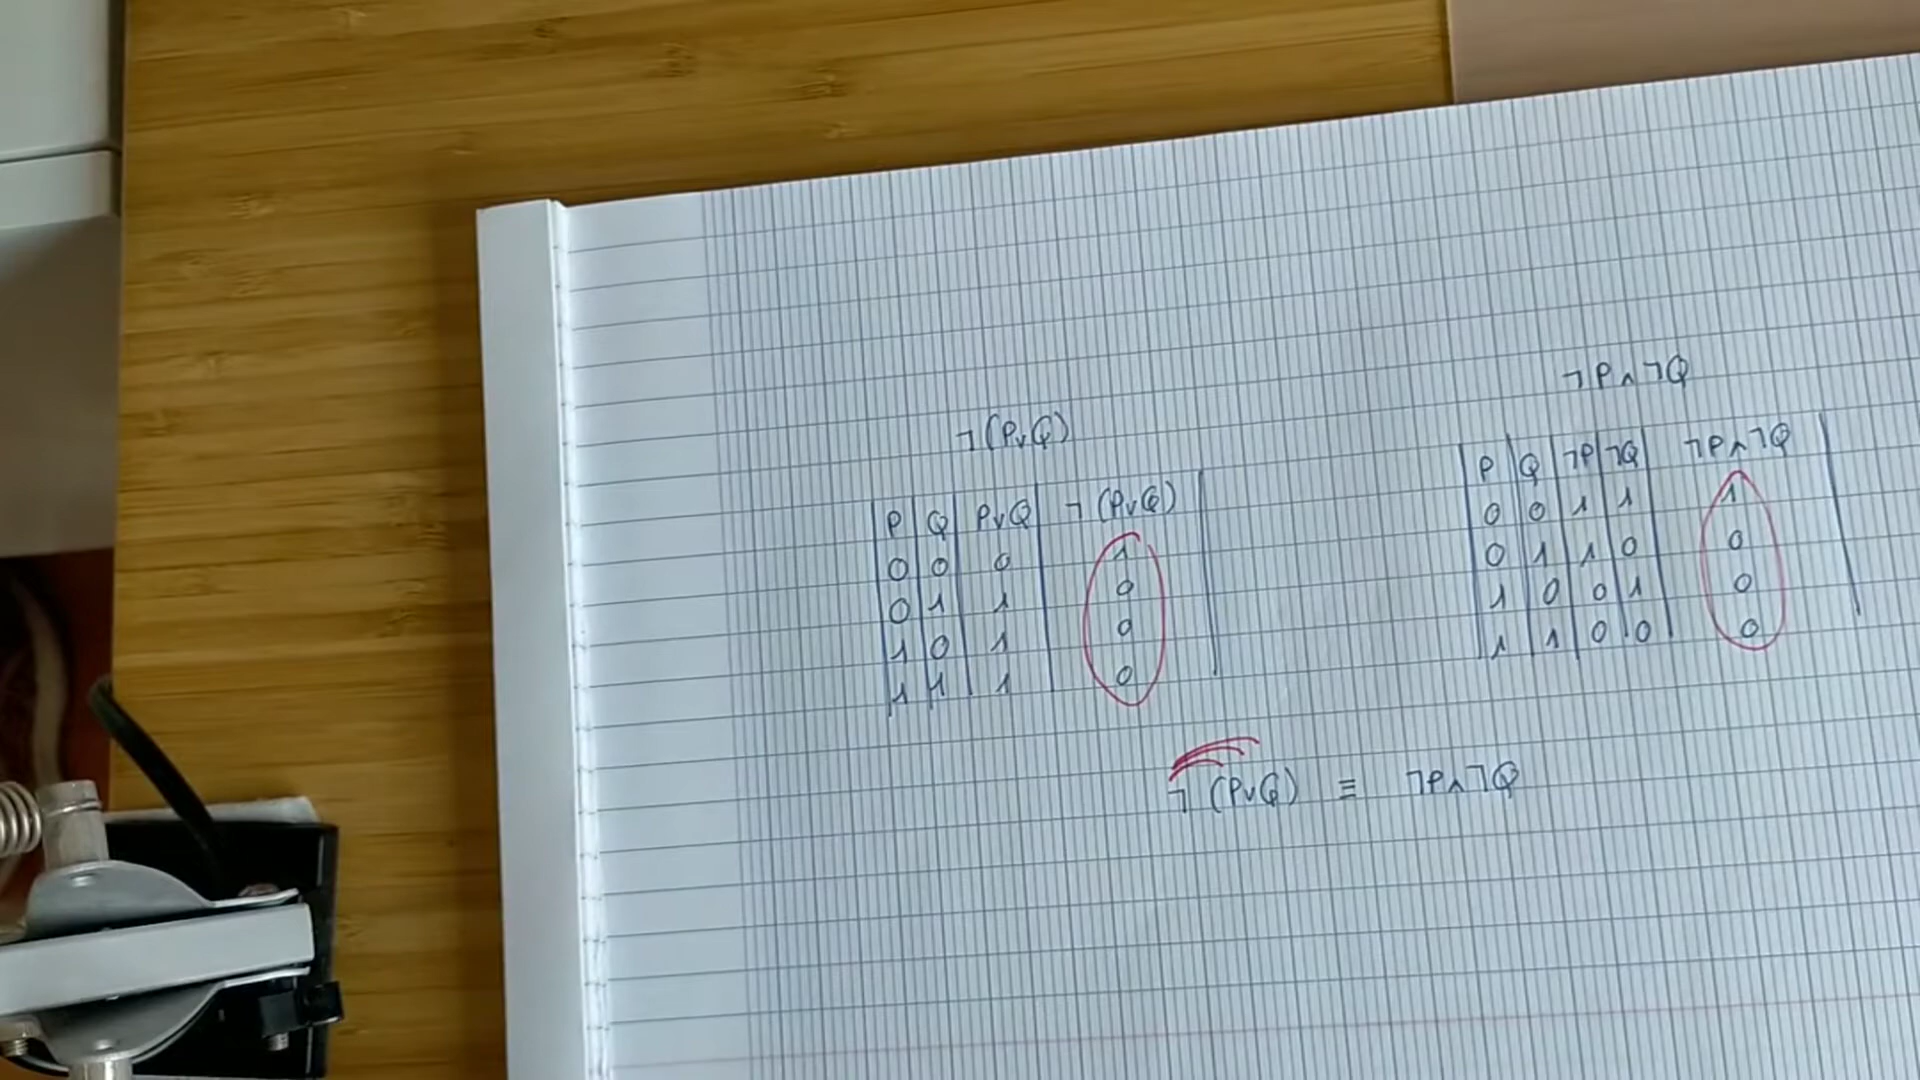 ¬(P∨Q)
P Q P∨Q ¬(P∨Q)
0 0 0 1
0 1 1 0
1 0 1 0
1 1 1 0
¬P∧¬Q
P Q ¬P ¬Q ¬P∧¬Q
0 0 1 1 1
0 1 1 0 0
1 0 0 1 0
1 1 0 0 0
¬(P∨Q) ≡ ¬P∧¬Q